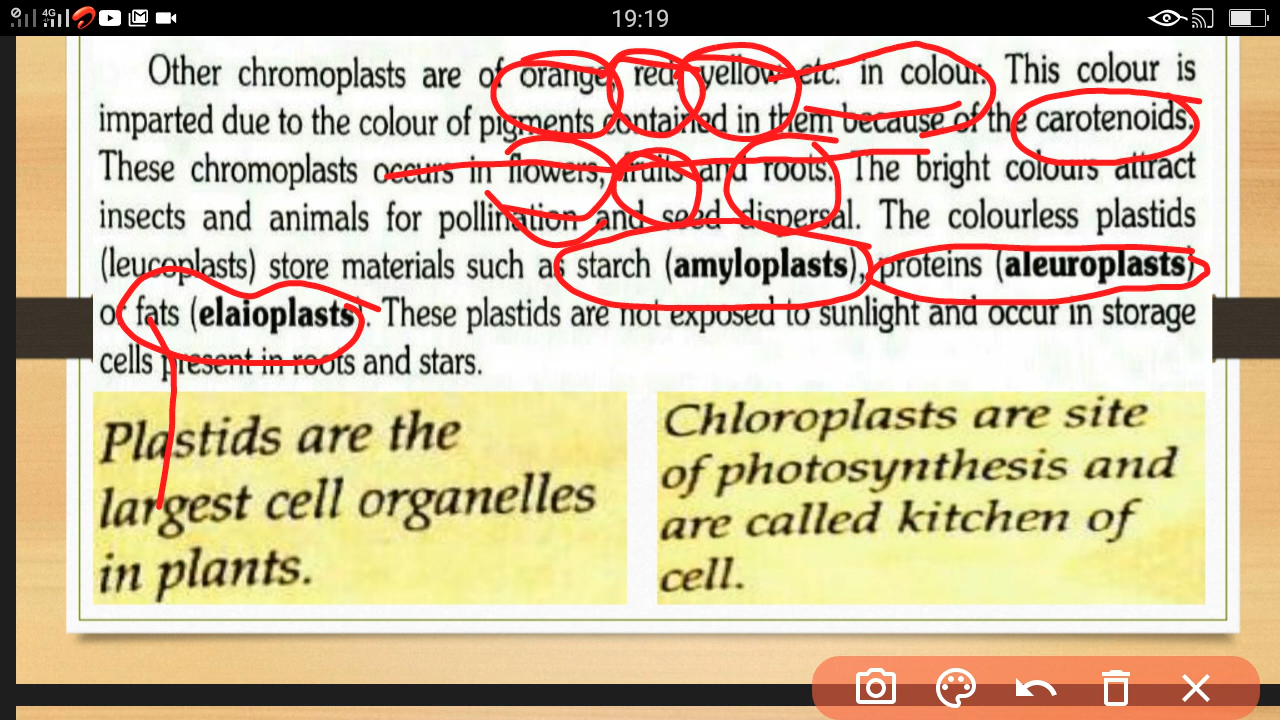 4G
19:19
Other chromoplasts are of orange, red, yellow etc. in colour. This colour is
imparted due to the colour of pigments contained in them because of the carotenoids.
These chromoplasts occurs in flowers, fruits and roots. The bright colours attract
insects and animals for pollination and seed dispersal. The colourless plastids
(leucoplasts) store materials such as starch (amyloplasts), proteins (aleuroplasts)
or fats (elaioplasts). These plastids are not exposed to sunlight and occur in storage
cells present in roots and stars.
Plastids are the
largest cell organelles
in plants.
Chloroplasts are site
of photosynthesis and
are called kitchen of
cell.